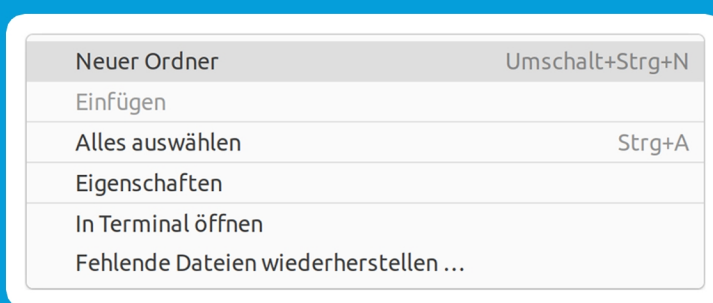 Neuer Ordner Umschalt+Strg+N
Einfügen
Alles auswählen Strg+A
Eigenschaften
In Terminal öffnen
Fehlende Dateien wiederherstellen …